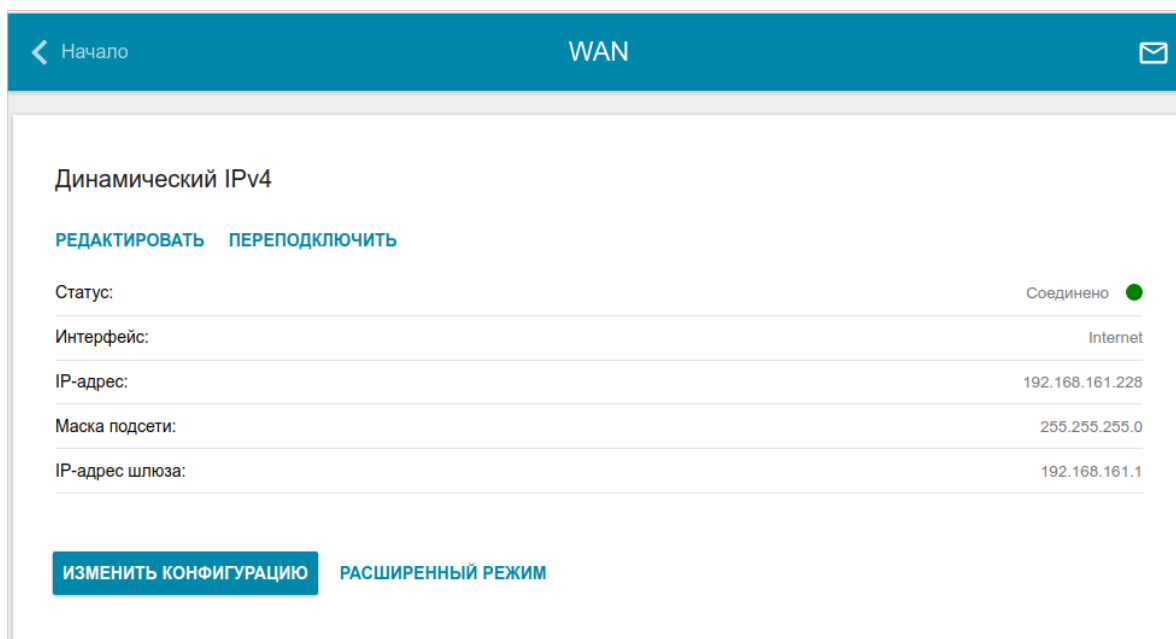 Начало WAN
Динамический IPv4
РЕДАКТИРОВАТЬ ПЕРЕПОДКЛЮЧИТЬ
Статус: Соединено
Интерфейс: Internet
IP-адрес: 192.168.161.228
Маска подсети: 255.255.255.0
IP-адрес шлюза: 192.168.161.1
ИЗМЕНИТЬ КОНФИГУРАЦИЮ РАСШИРЕННЫЙ РЕЖИМ